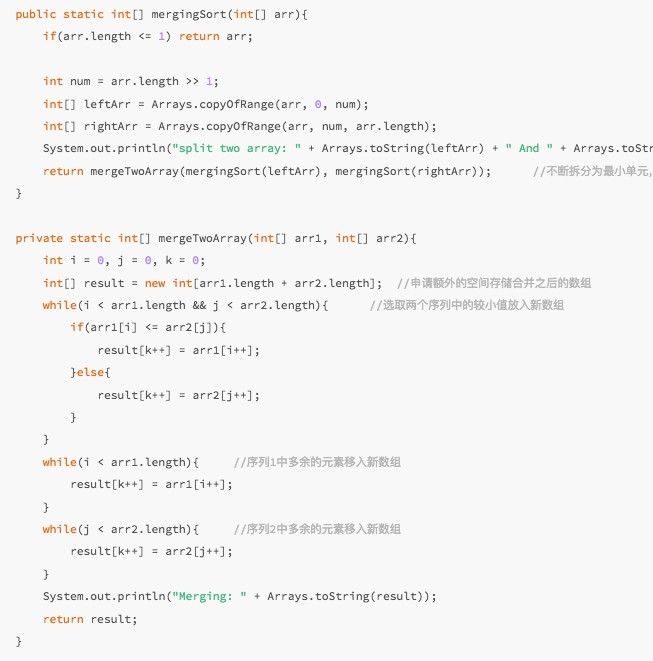 public static int[] mergingSort(int[] arr){
if(arr.length <= 1) return arr;
int num = arr.length >> 1;
int[] leftArr = Arrays.copyOfRange(arr, 0, num);
int[] rightArr = Arrays.copyOfRange(arr, num, arr.length);
System.out.println("split two array: " + Arrays.toString(leftArr) + " And " + Arrays.toStr
return mergeTwoArray(mergingSort(leftArr), mergingSort(rightArr)); //不断拆分为最小单元,
}
private static int[] mergeTwoArray(int[] arr1, int[] arr2){
int i = 0, j = 0, k = 0;
int[] result = new int[arr1.length + arr2.length]; //申请额外的空间存储合并之后的数组
while(i < arr1.length && j < arr2.length){ //选取两个序列中的较小值放入新数组
if(arr1[i] <= arr2[j]){
result[k++] = arr1[i++];
}else{
result[k++] = arr2[j++];
}
}
while(i < arr1.length){ //序列1中多余的元素移入新数组
result[k++] = arr1[i++];
}
while(j < arr2.length){ //序列2中多余的元素移入新数组
result[k++] = arr2[j++];
}
System.out.println("Merging: " + Arrays.toString(result));
return result;
}